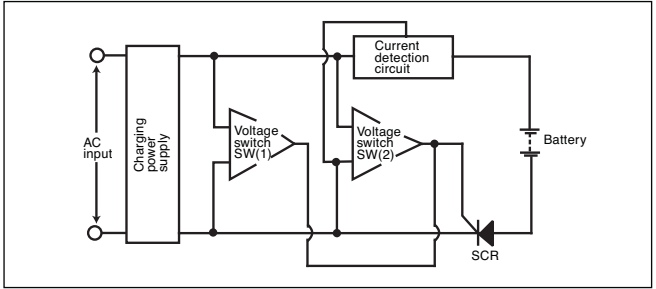 AC
input
Charging
power
supply
Voltage
switch
SW(1)
Voltage
switch
SW(2)
Current
detection
circuit
Battery
SCR